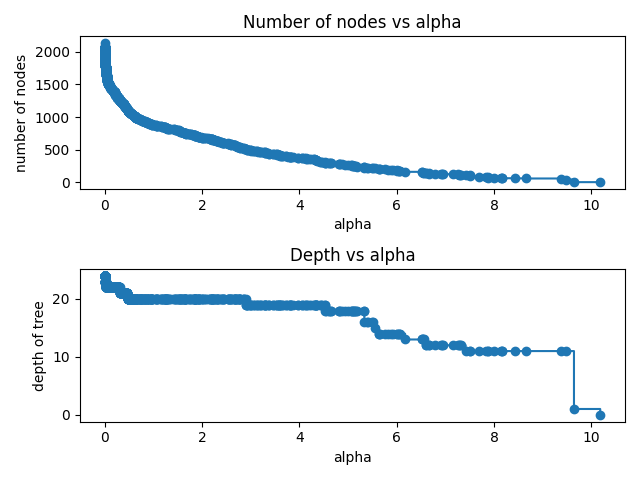 Number of nodes vs alpha
number of nodes
2000
1500
1000
500
0
0 2 4 6 8 10
alpha
Depth vs alpha
depth of tree
20
10
0
0 2 4 6 8 10
alpha